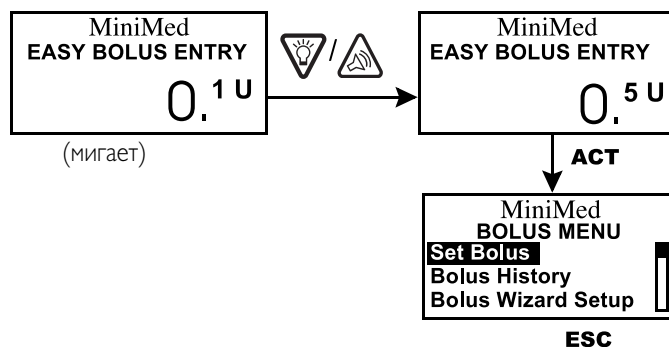 MiniMed
EASY BOLUS ENTRY
0.1 U
(мигает)
/
MiniMed
EASY BOLUS ENTRY
0.5 U
ACT
MiniMed
BOLUS MENU
Set Bolus
Bolus History
Bolus Wizard Setup
ESC